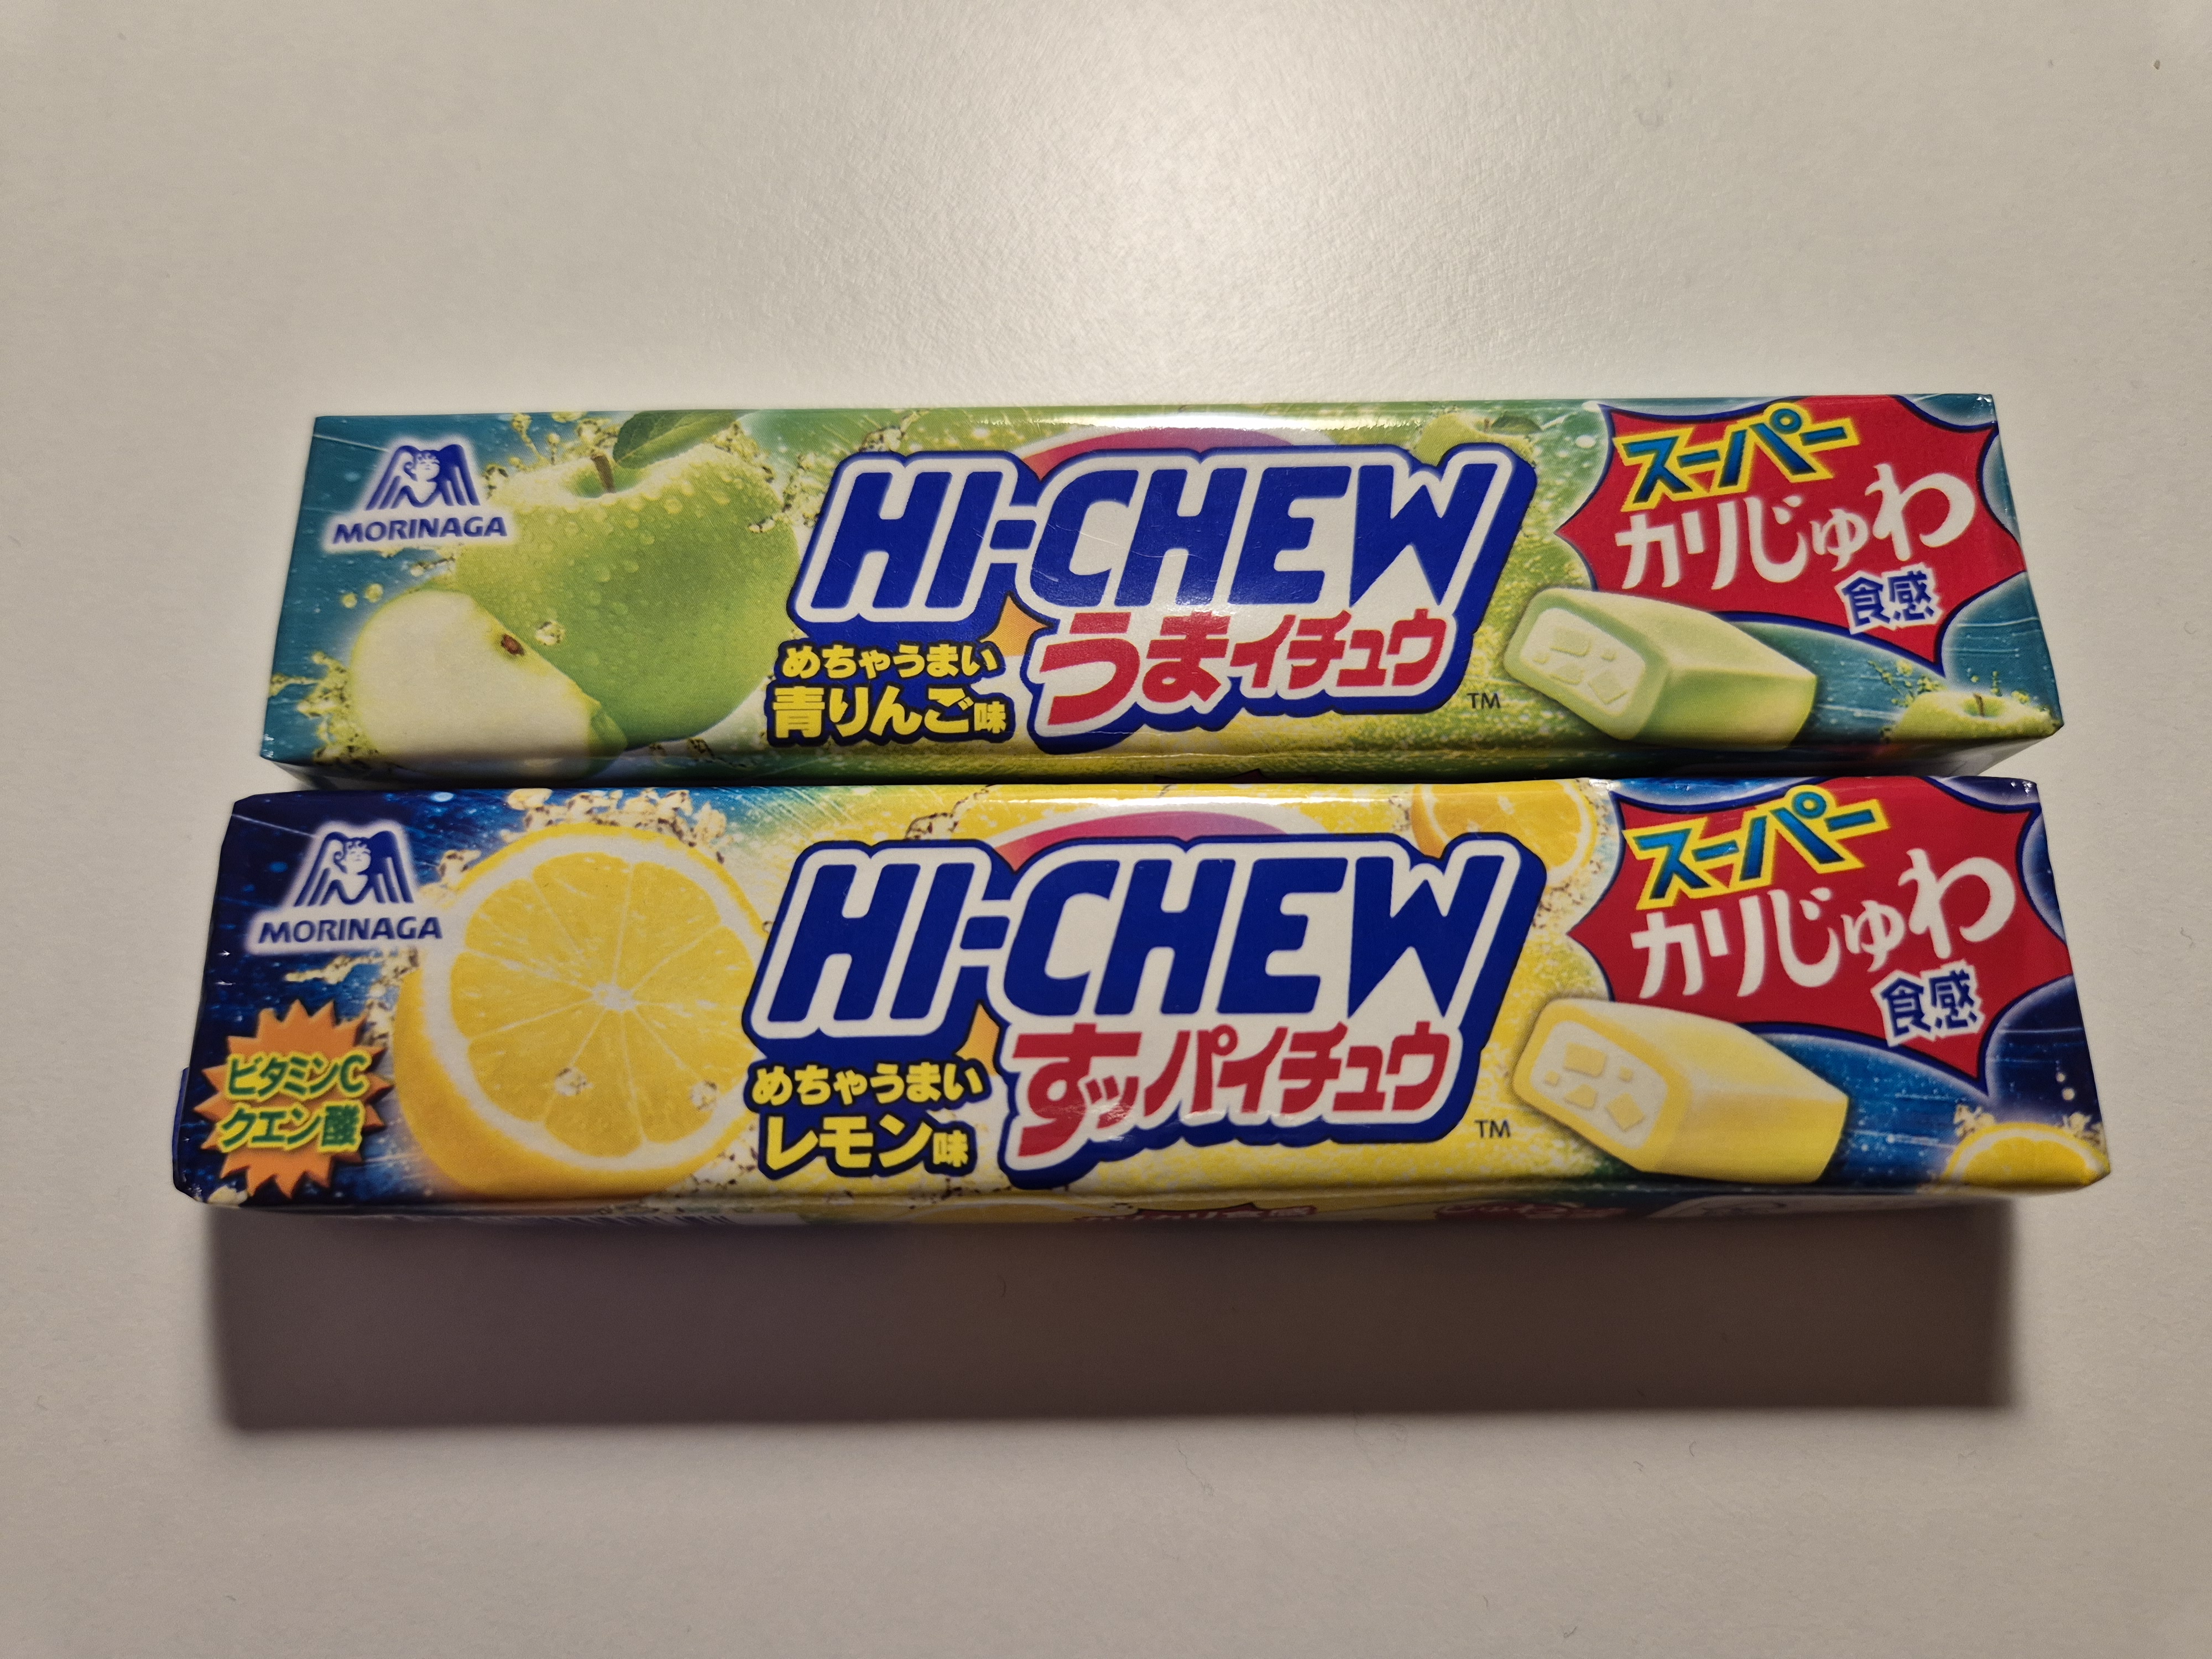 MORINAGA
HI-CHEW
うまイチュウ
™
めちゃうまい
青りんご味
スーパー
カリじゅわ
食感
MORINAGA
ビタミンC
クエン酸
HI-CHEW
すッパイチュウ
™
めちゃうまい
レモン味
スーパー
カリじゅわ
食感